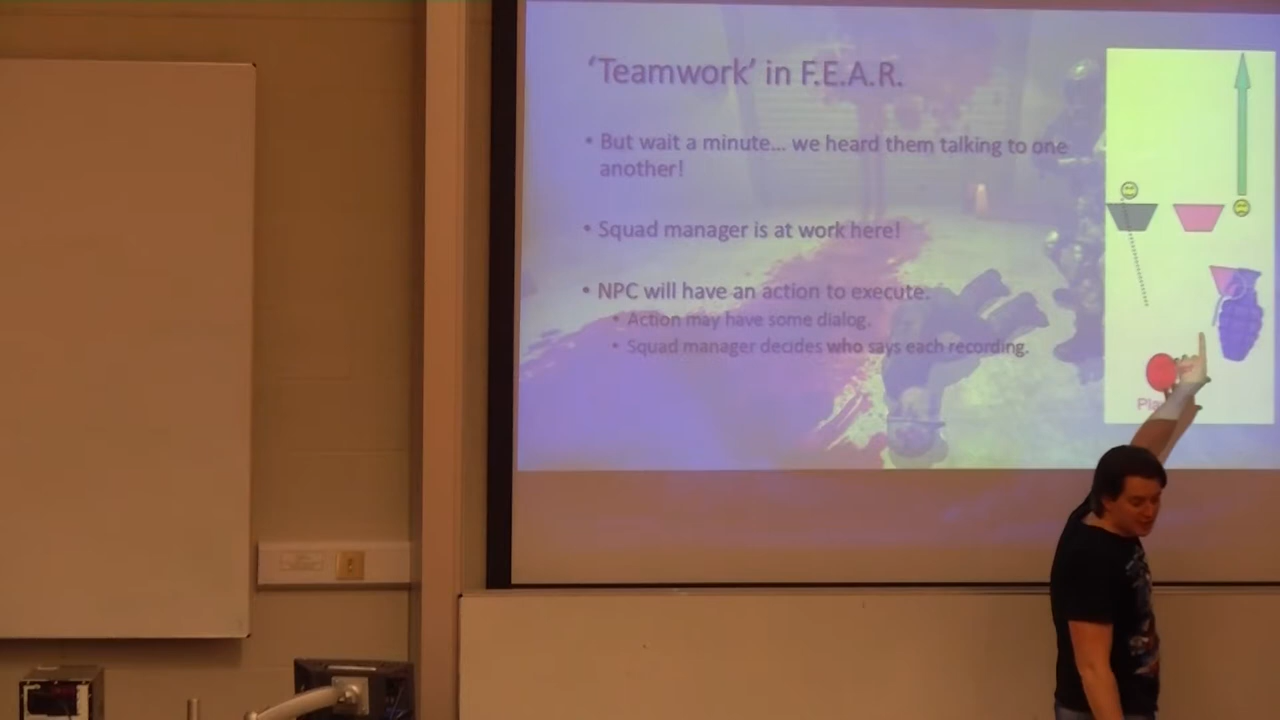 ‘Teamwork’ in F.E.A.R.
• But wait a minute... we heard them talking to one
another!
• Squad manager is at work here!
• NPC will have an action to execute.
• Action may have some dialog.
• Squad manager decides who says each recording.